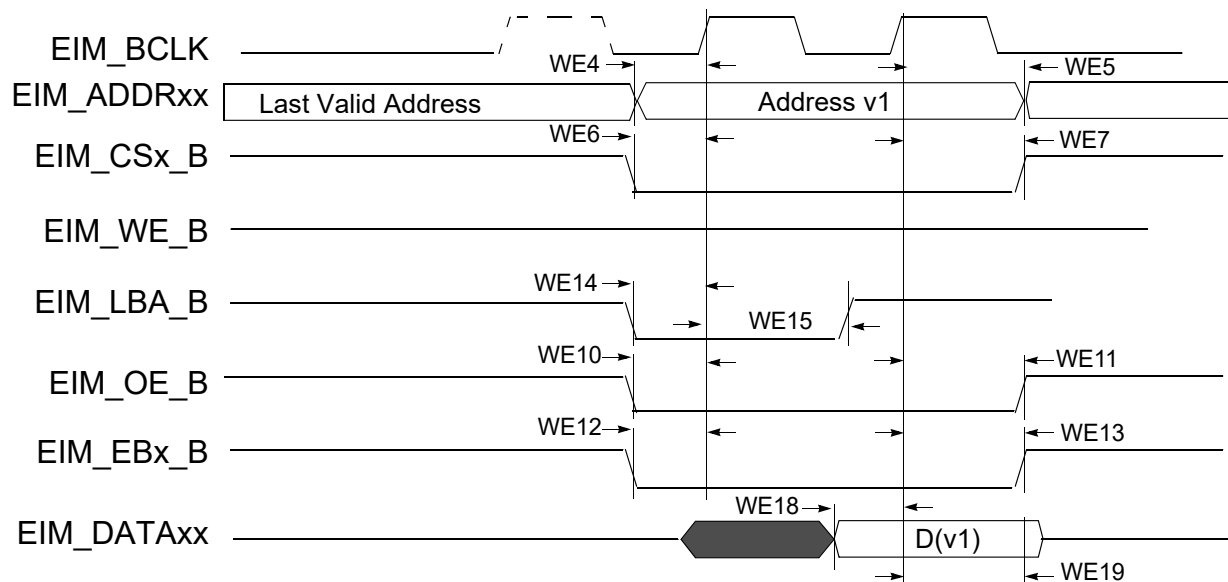 EIM_BCLK
WE4
WE5
EIM_ADDRxx
Last Valid Address
Address v1
WE6
WE7
EIM_CSx_B
EIM_WE_B
WE14
EIM_LBA_B
WE15
WE10
WE11
EIM_OE_B
WE12
WE13
EIM_EBx_B
WE18
EIM_DATAxx
D(v1)
WE19